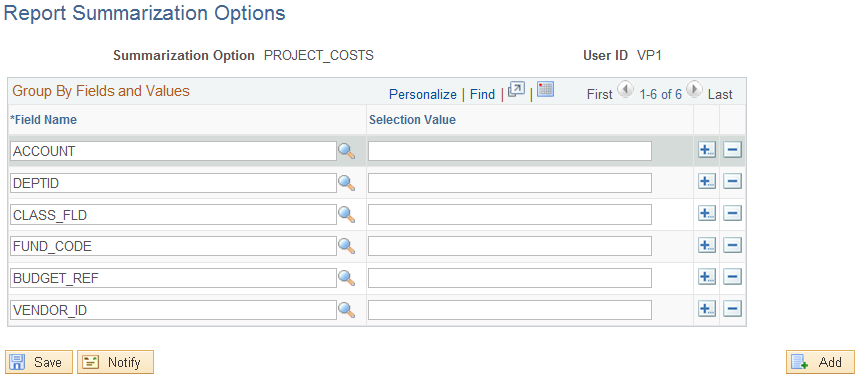 Report Summarization Options
Summarization Option PROJECT_COSTS User ID VP1
Group By Fields and Values Personalize | Find | | First 1-6 of 6 Last
*Field Name Selection Value
ACCOUNT
DEPTID
CLASS_FLD
FUND_CODE
BUDGET_REF
VENDOR_ID
Save Notify Add